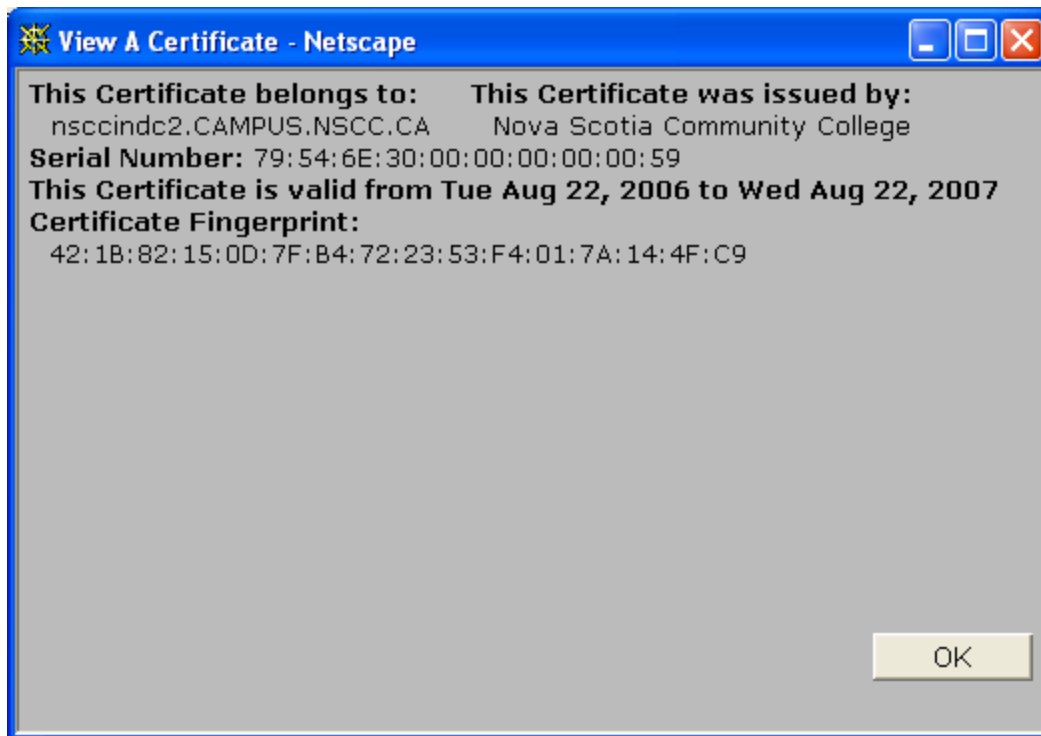 View A Certificate - Netscape
This Certificate belongs to: This Certificate was issued by:
nsccindc2.CAMPUS.NSCC.CA Nova Scotia Community College
Serial Number: 79:54:6E:30:00:00:00:00:00:59
This Certificate is valid from Tue Aug 22, 2006 to Wed Aug 22, 2007
Certificate Fingerprint:
42:1B:82:15:0D:7F:B4:72:23:53:F4:01:7A:14:4F:C9
OK